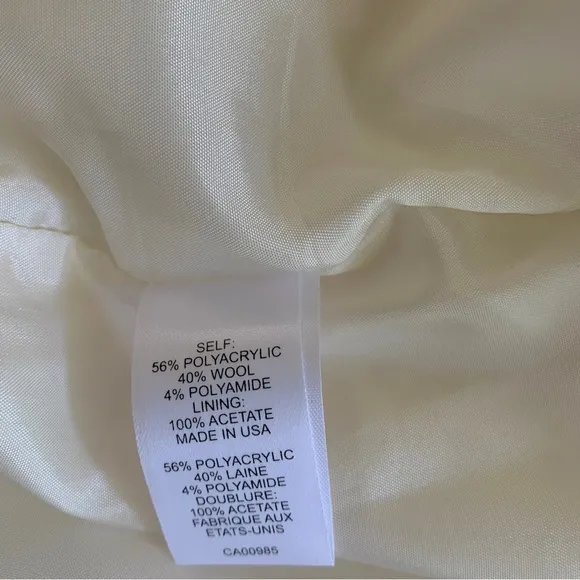 SELF:
56% POLYACRYLIC
40% WOOL
4% POLYAMIDE
LINING:
100% ACETATE
MADE IN USA
56% POLYACRYLIC
40% LAINE
4% POLYAMIDE
DOUBLURE:
100% ACETATE
FABRIQUE AUX
ETATS-UNIS
CA00985